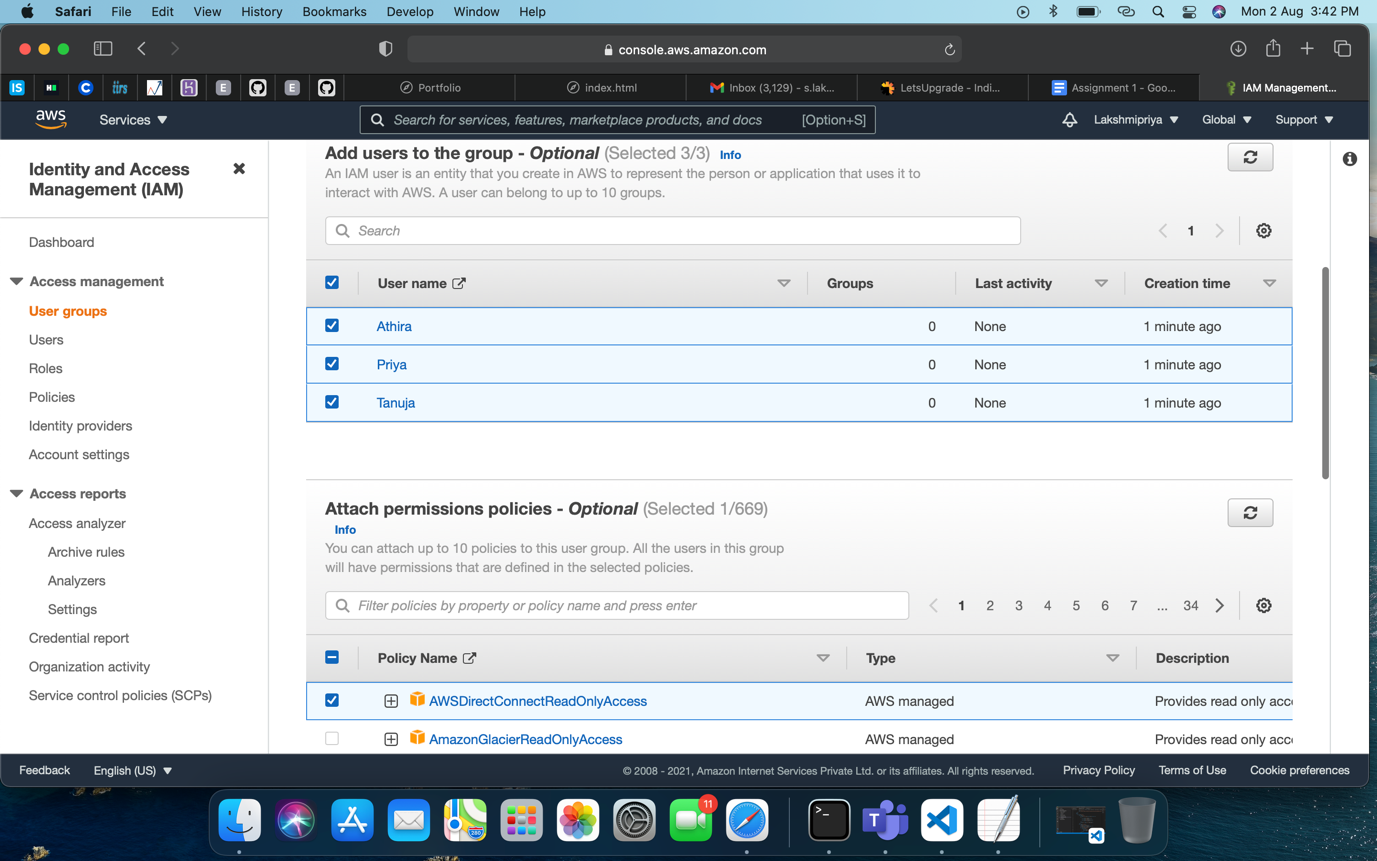 Safari File Edit View History Bookmarks Develop Window Help Mon 2 Aug 3:42 PM
console.aws.amazon.com
Portfolio index.html Inbox (3,129) - s.lak... LetsUpgrade - Indi... Assignment 1 - Goo... IAM Management...
aws Services Search for services, features, marketplace products, and docs [Option+S] Lakshmipriya Global Support
Identity and Access
Management (IAM)
Dashboard
Access management
User groups
Users
Roles
Policies
Identity providers
Account settings
Access reports
Access analyzer
Archive rules
Analyzers
Settings
Credential report
Organization activity
Service control policies (SCPs)
Add users to the group - Optional (Selected 3/3) Info
An IAM user is an entity that you create in AWS to represent the person or application that uses it to
interact with AWS. A user can belong to up to 10 groups.
Search 1
User name Groups Last activity Creation time
Athira 0 None 1 minute ago
Priya 0 None 1 minute ago
Tanuja 0 None 1 minute ago
Attach permissions policies - Optional (Selected 1/669)
Info
You can attach up to 10 policies to this user group. All the users in this group
will have permissions that are defined in the selected policies.
Filter policies by property or policy name and press enter 1 2 3 4 5 6 7 ... 34
Policy Name Type Description
AWSDirectConnectReadOnlyAccess AWS managed Provides read only acc
AmazonGlacierReadOnlyAccess AWS managed Provides read only acc
Feedback English (US) © 2008 - 2021, Amazon Internet Services Private Ltd. or its affiliates. All rights reserved. Privacy Policy Terms of Use Cookie preferences
11